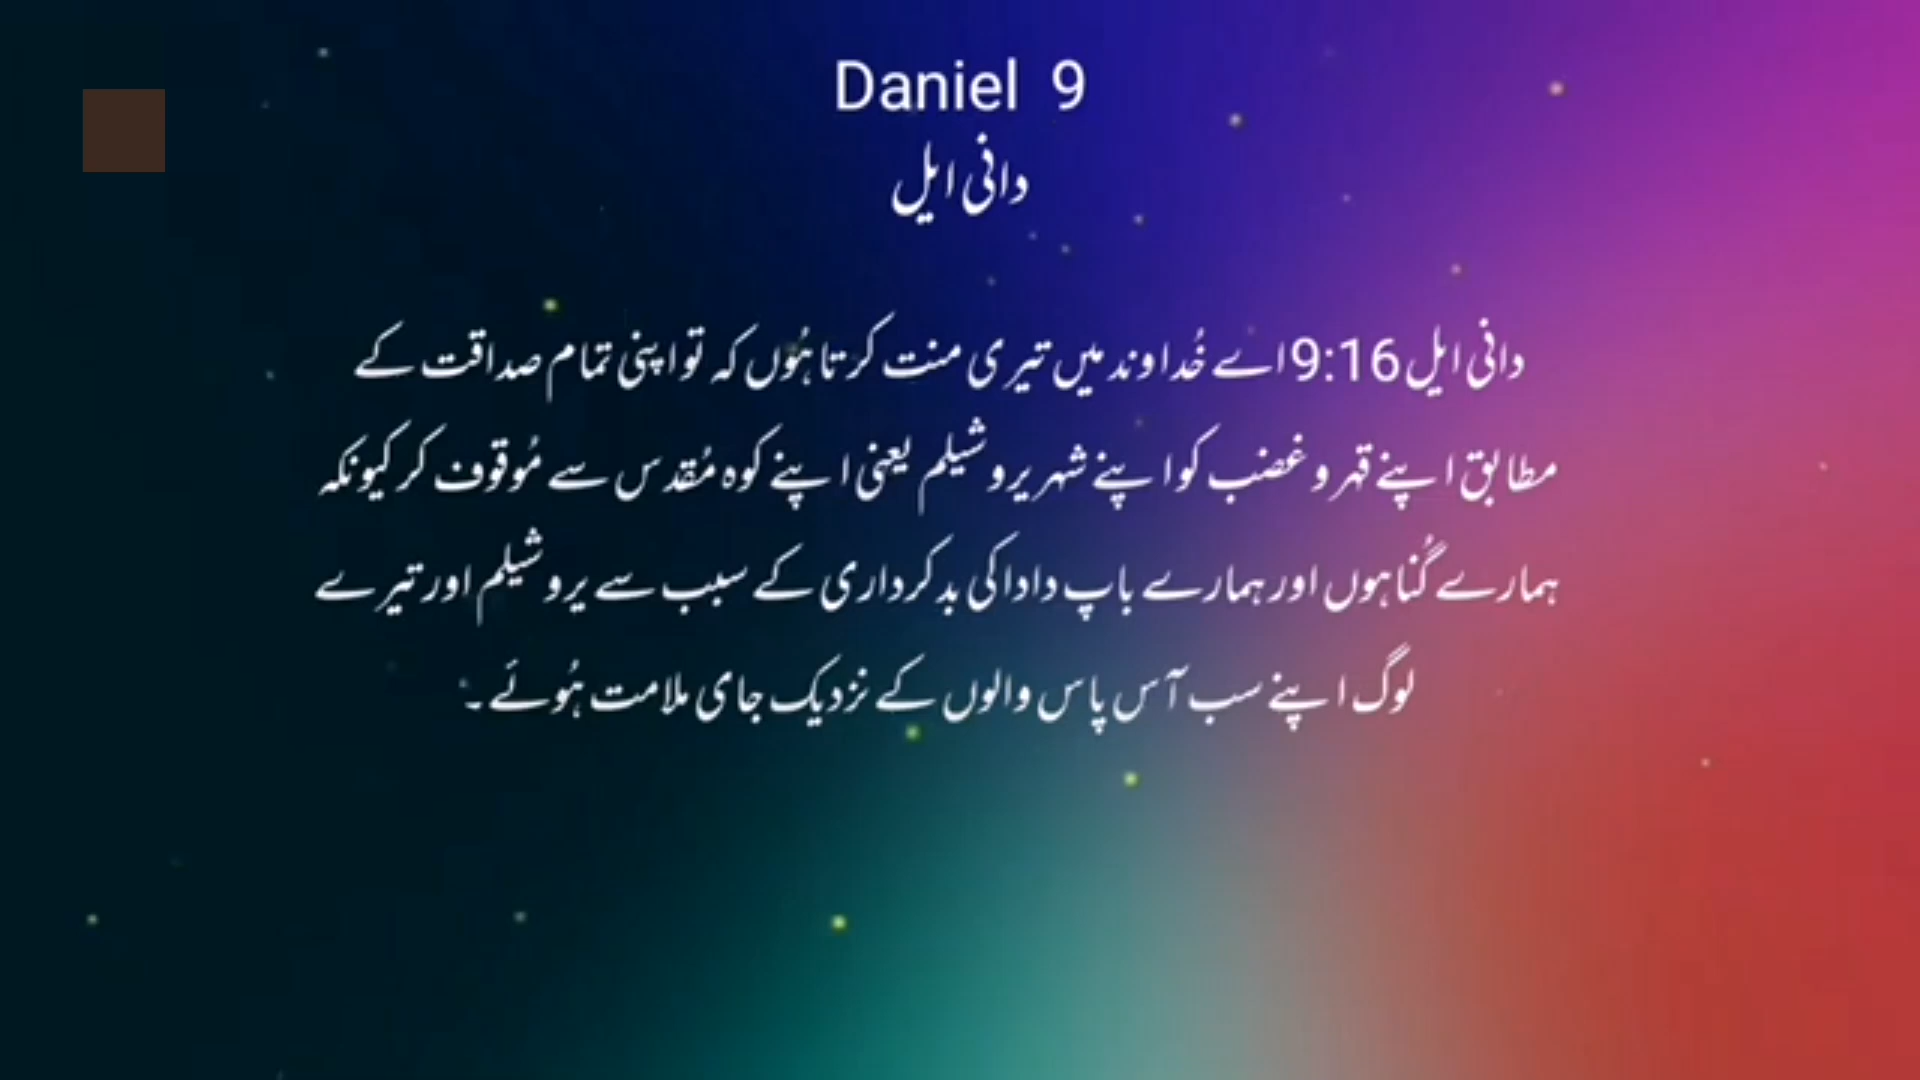 Daniel 9
دانی ایل
دانی ایل 9:16 اے خُداوند میں تیری منت کرتا ہُوں کہ تو اپنی تمام صداقت کے
مطابق اپنے قہر و غضب کو اپنے شہر یروشیلم یعنی اپنے کوہ مُقدس سے مُوقوف کر کیونکہ
ہمارے گُناہوں اور ہمارے باپ دادا کی بدکرداری کے سبب سے یروشیلم اور تیرے
لوگ اپنے سب آس پاس والوں کے نزدیک جای ملامت ہُوئے۔